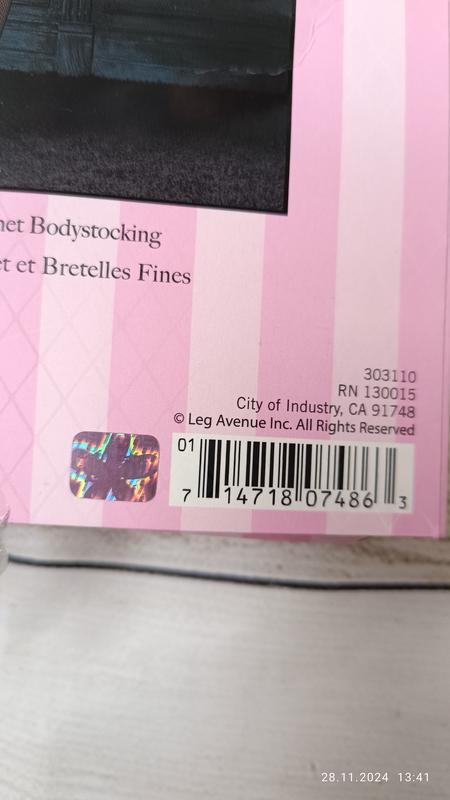 net Bodystocking
et et Bretelles Fines
303110
RN 130015
City of Industry, CA 91748
© Leg Avenue Inc. All Rights Reserved
01
7 14718 07486 3
28.11.2024 13:41